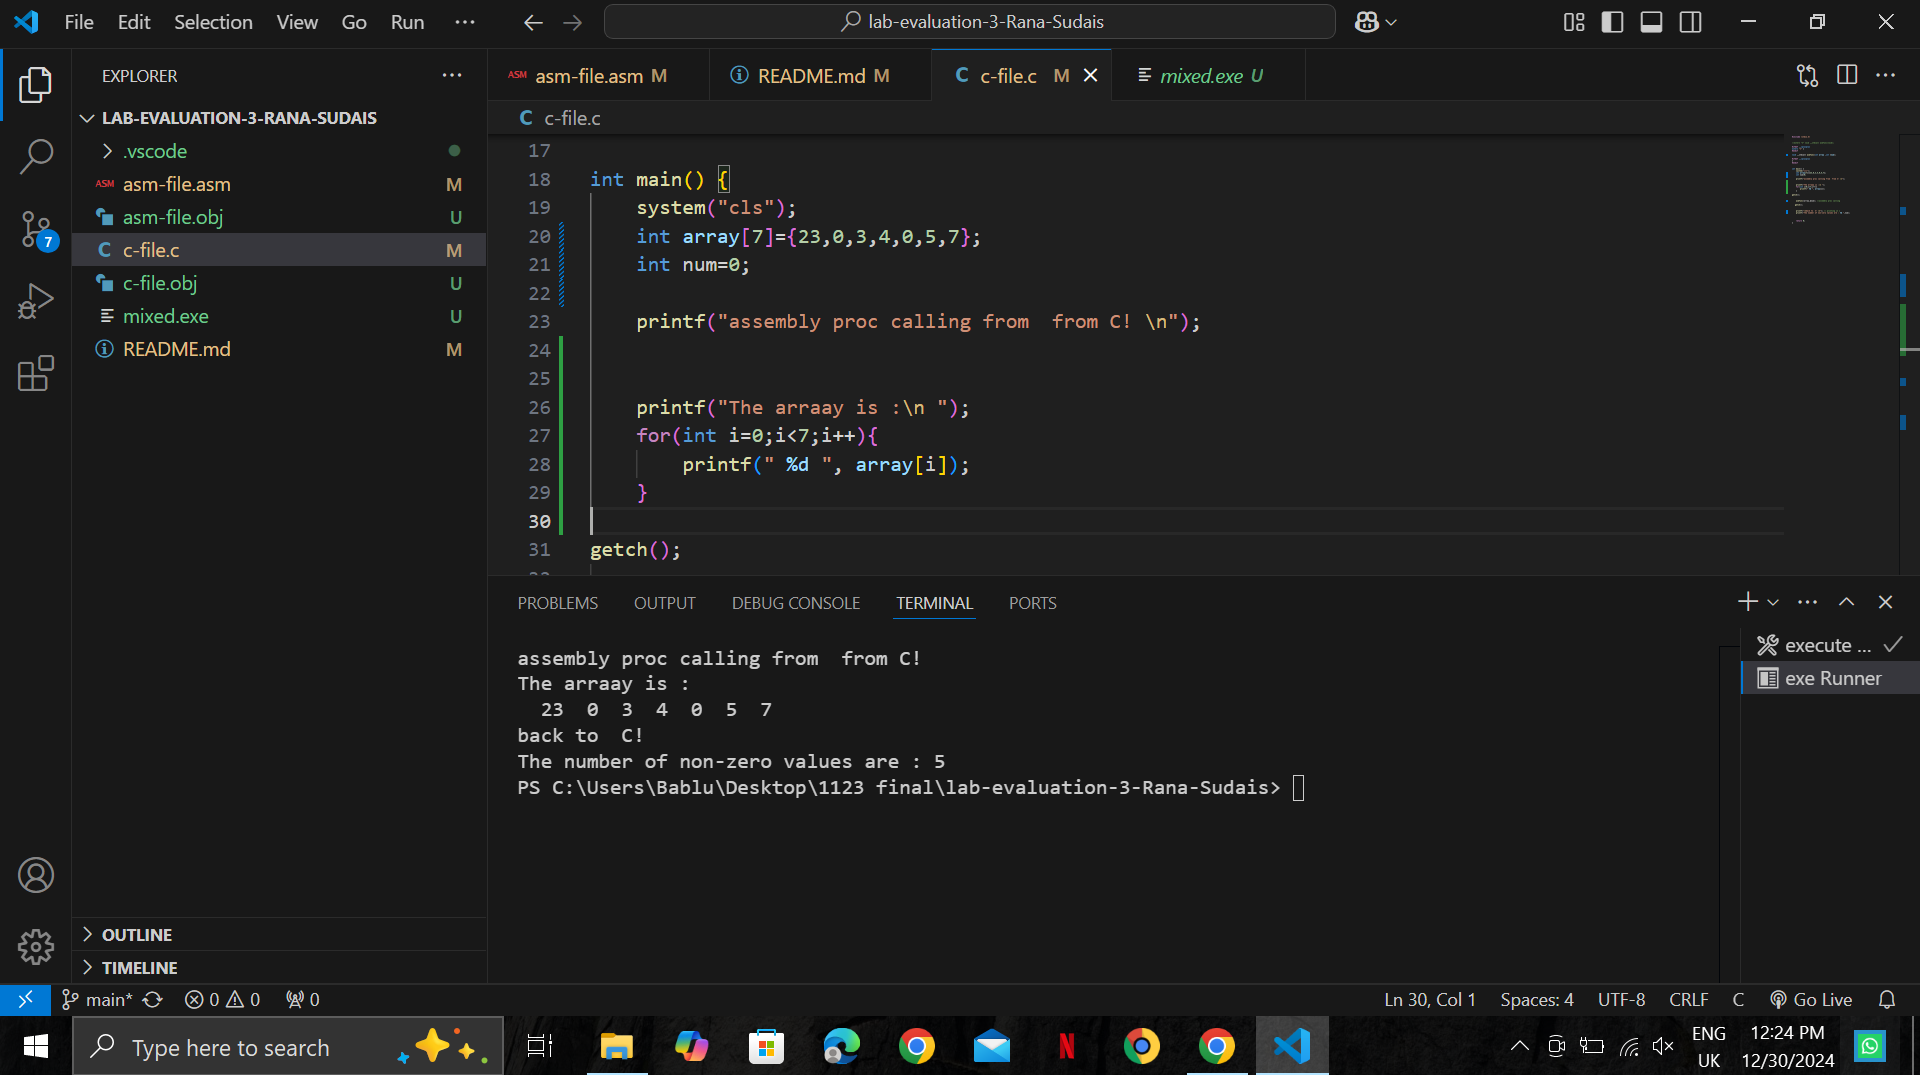 File Edit Selection View Go Run ···
lab-evaluation-3-Rana-Sudais
EXPLORER
LAB-EVALUATION-3-RANA-SUDAIS
.vscode
ASM asm-file.asm M
asm-file.obj U
C c-file.c M
c-file.obj U
mixed.exe U
README.md M
7
OUTLINE
TIMELINE
ASM asm-file.asm M
README.md M
C c-file.c M
mixed.exe U
C c-file.c
17
18 int main() {
19 system("cls");
20 int array[7]={23,0,3,4,0,5,7};
21 int num=0;
22
23 printf("assembly proc calling from  from C! \n");
24
25
26 printf("The arraay is :\n ");
27 for(int i=0;i<7;i++){
28 printf(" %d ", array[i]);
29 }
30
31 getch();
PROBLEMS OUTPUT DEBUG CONSOLE TERMINAL PORTS
assembly proc calling from  from C!
The arraay is :
23 0 3 4 0 5 7
back to  C!
The number of non-zero values are : 5
PS C:\Users\Bablu\Desktop\1123 final\lab-evaluation-3-Rana-Sudais>
execute ...
exe Runner
main* 0 0 0
Ln 30, Col 1 Spaces: 4 UTF-8 CRLF C Go Live
Type here to search
ENG
UK
12:24 PM
12/30/2024